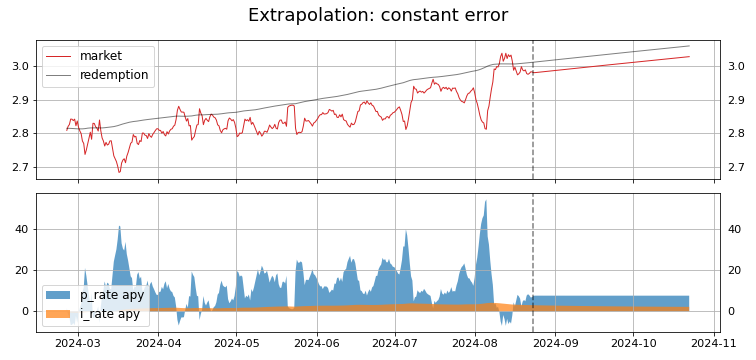 Extrapolation: constant error
market
redemption
3.0 3.0
2.9 2.9
2.8 2.8
2.7 2.7
40 40
20 20
0 0
p_rate apy
i_rate apy
2024-03 2024-04 2024-05 2024-06 2024-07 2024-08 2024-09 2024-10 2024-11